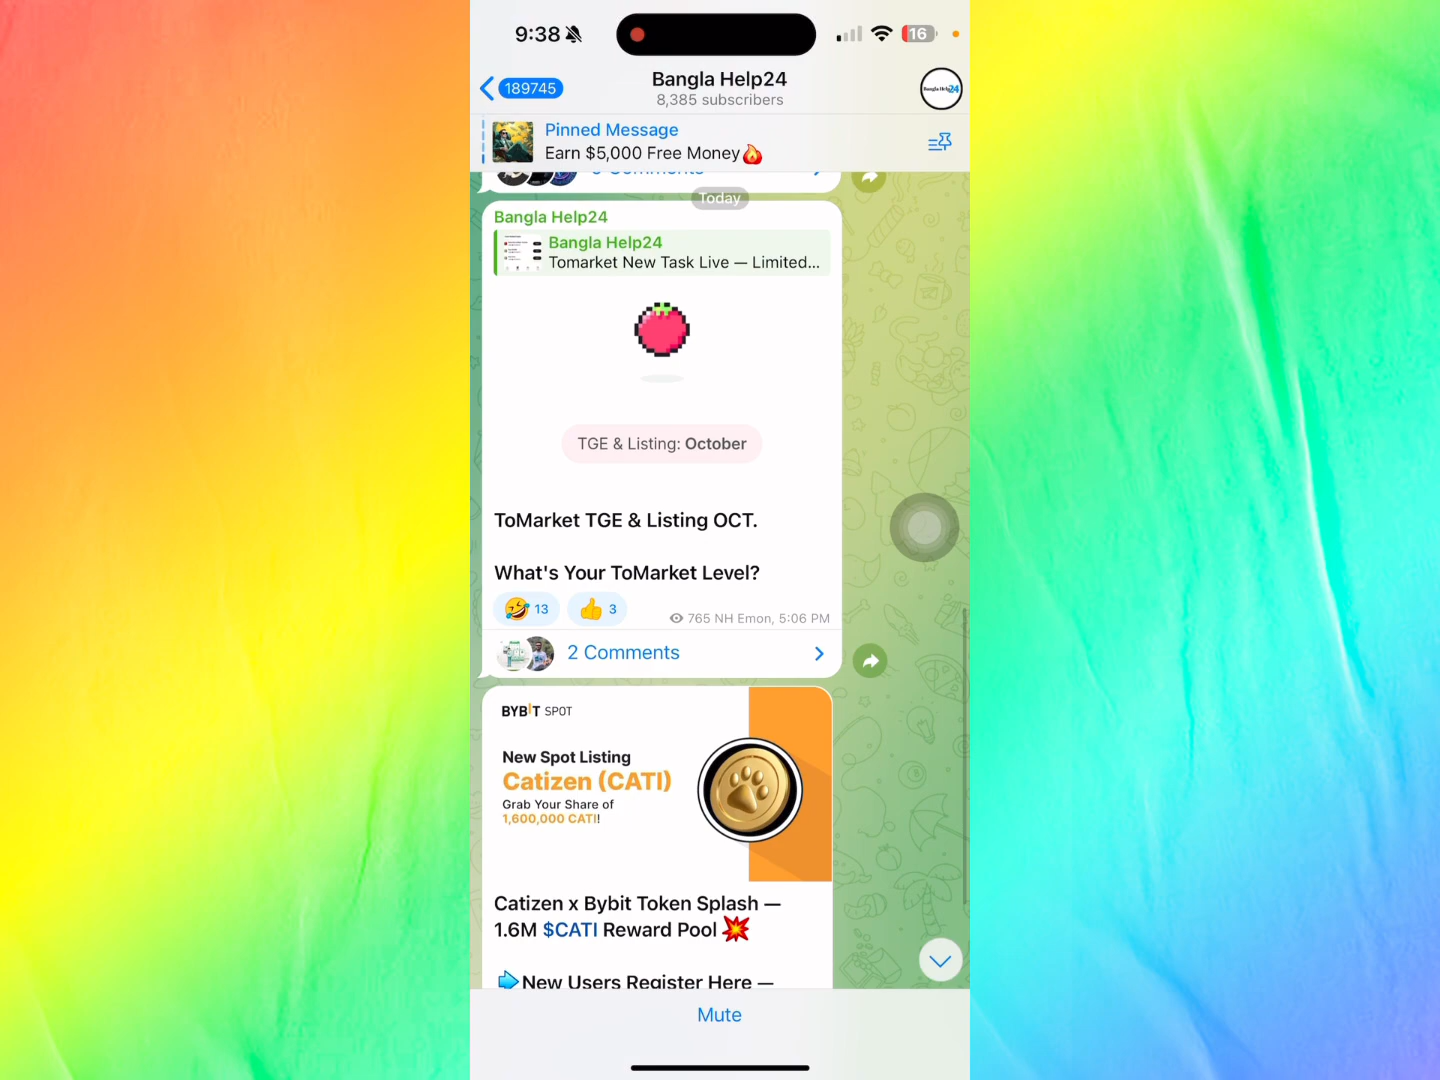 9:38
16
189745
Bangla Help24
8,385 subscribers
Bangla Help24
Pinned Message
Earn $5,000 Free Money🔥
Comments
Today
Bangla Help24
Bangla Help24
Tomarket New Task Live — Limited...
TGE & Listing: October
ToMarket TGE & Listing OCT.
What's Your ToMarket Level?
🤣 13 👍 3
765 NH Emon, 5:06 PM
2 Comments
BYBIT SPOT
New Spot Listing
Catizen (CATI)
Grab Your Share of
1,600,000 CATI!
Catizen x Bybit Token Splash —
1.6M $CATI Reward Pool 💥
New Users Register Here —
Mute